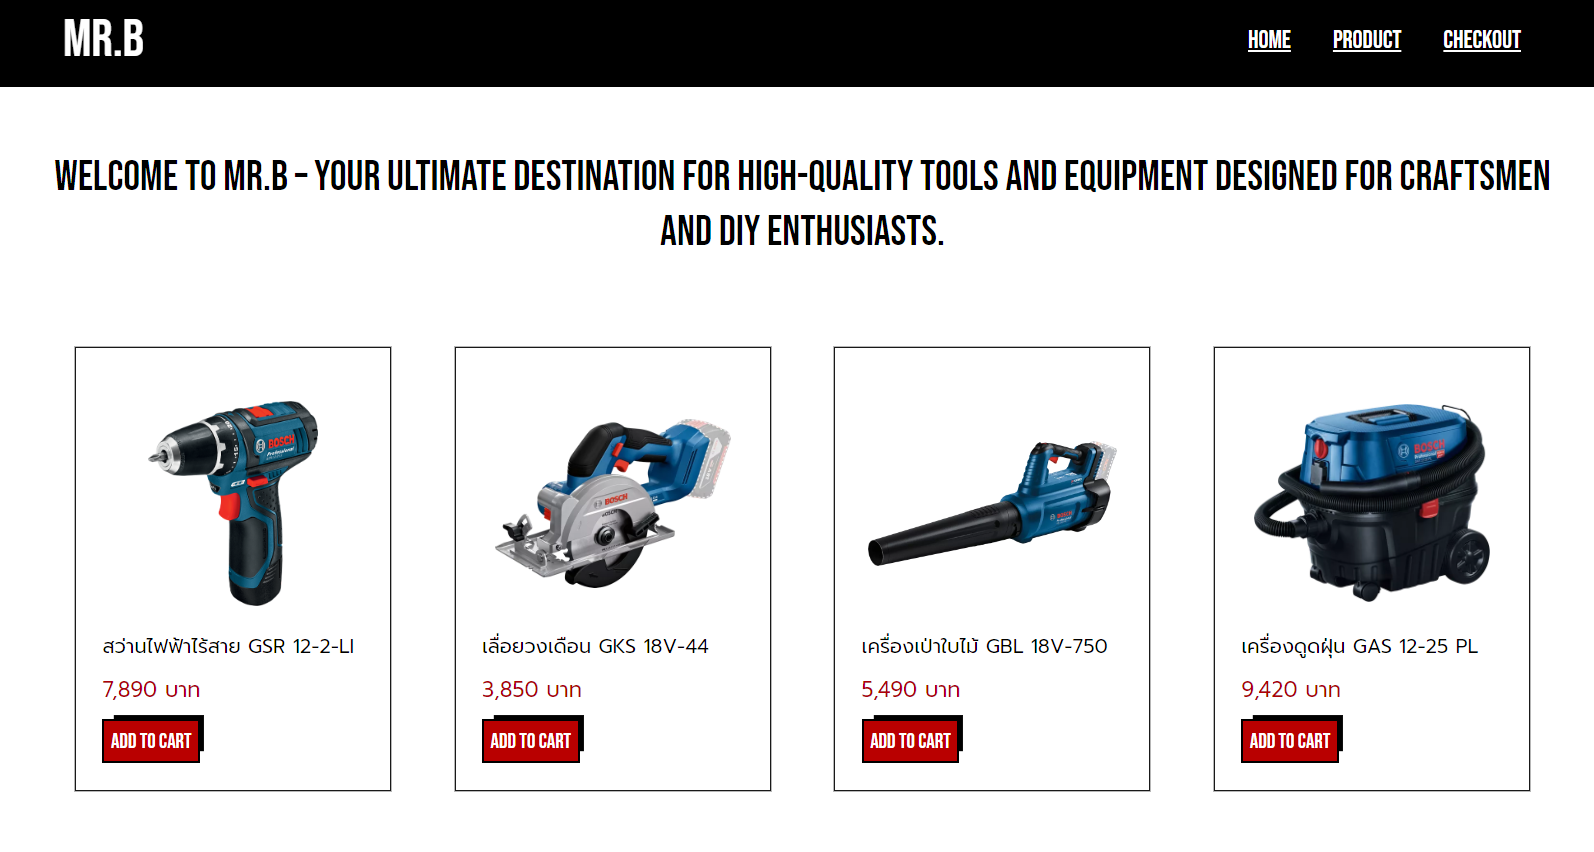 MR.B
HOME PRODUCT CHECKOUT
WELCOME TO MR.B – YOUR ULTIMATE DESTINATION FOR HIGH-QUALITY TOOLS AND EQUIPMENT DESIGNED FOR CRAFTSMEN
AND DIY ENTHUSIASTS.
BOSCH
Professional
BOSCH
BOSCH
BOSCH
สว่านไฟฟ้าไร้สาย GSR 12-2-LI
7,890 บาท
ADD TO CART
เลื่อยวงเดือน GKS 18V-44
3,850 บาท
ADD TO CART
เครื่องเป่าใบไม้ GBL 18V-750
5,490 บาท
ADD TO CART
เครื่องดูดฝุ่น GAS 12-25 PL
9,420 บาท
ADD TO CART